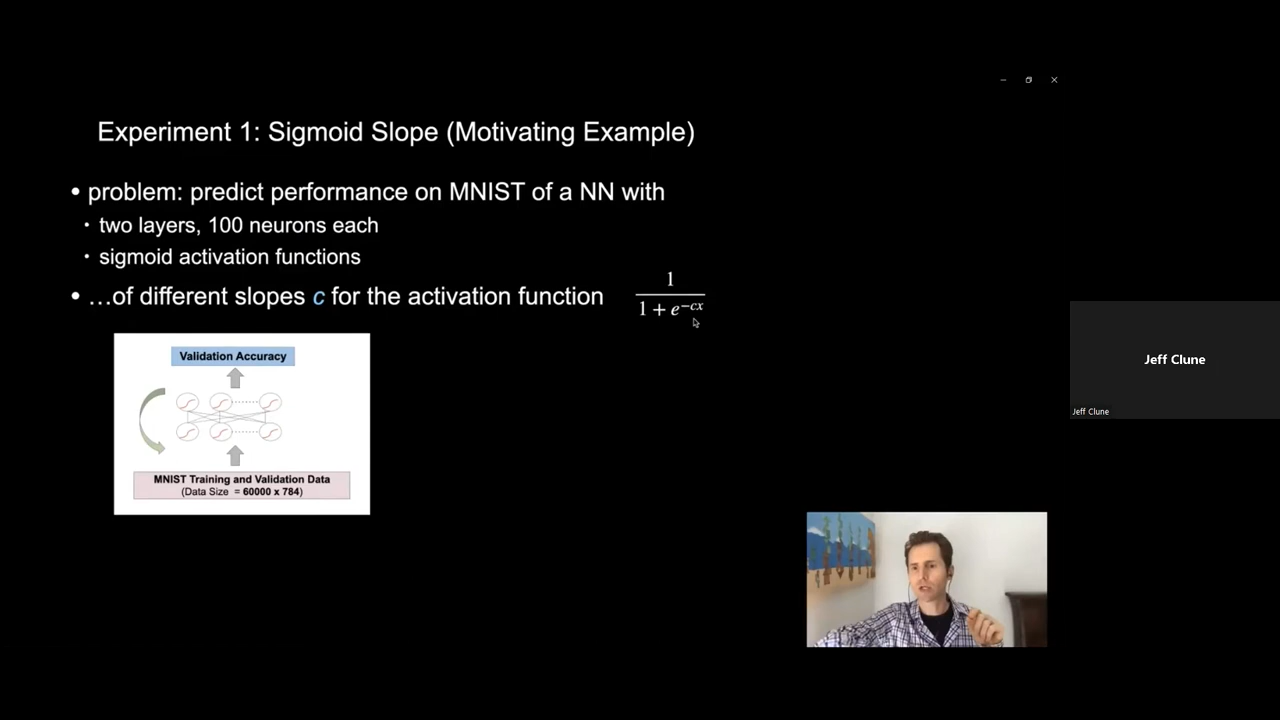 Experiment 1: Sigmoid Slope (Motivating Example)
• problem: predict performance on MNIST of a NN with
• two layers, 100 neurons each
• sigmoid activation functions
• …of different slopes c for the activation function
1
1 + e^−cx
Validation Accuracy
MNIST Training and Validation Data
(Data Size = 60000 x 784)
Jeff Clune
Jeff Clune